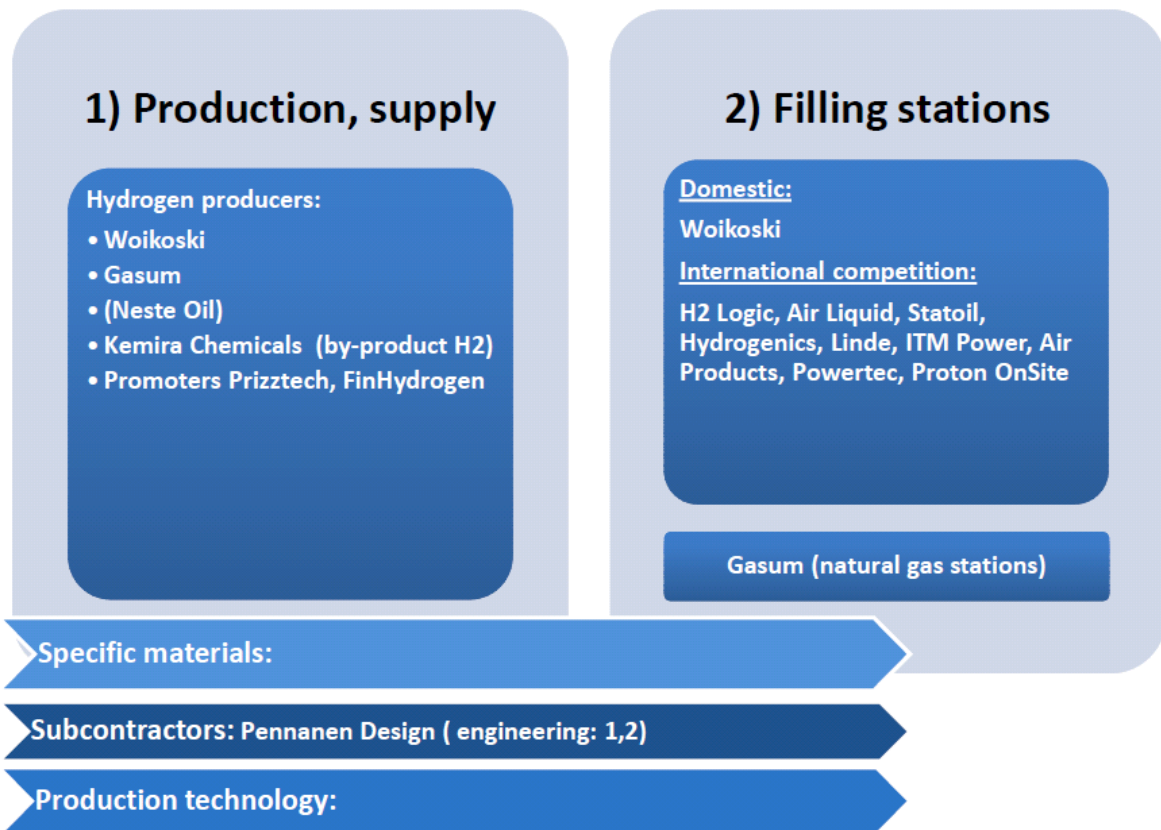 1) Production, supply
Hydrogen producers:
• Woikoski
• Gasum
• (Neste Oil)
• Kemira Chemicals (by-product H2)
• Promoters Prizztech, FinHydrogen
2) Filling stations
Domestic:
Woikoski
International competition:
H2 Logic, Air Liquid, Statoil,
Hydrogenics, Linde, ITM Power, Air
Products, Powertec, Proton OnSite
Gasum (natural gas stations)
Specific materials:
Subcontractors: Pennanen Design ( engineering: 1,2)
Production technology: